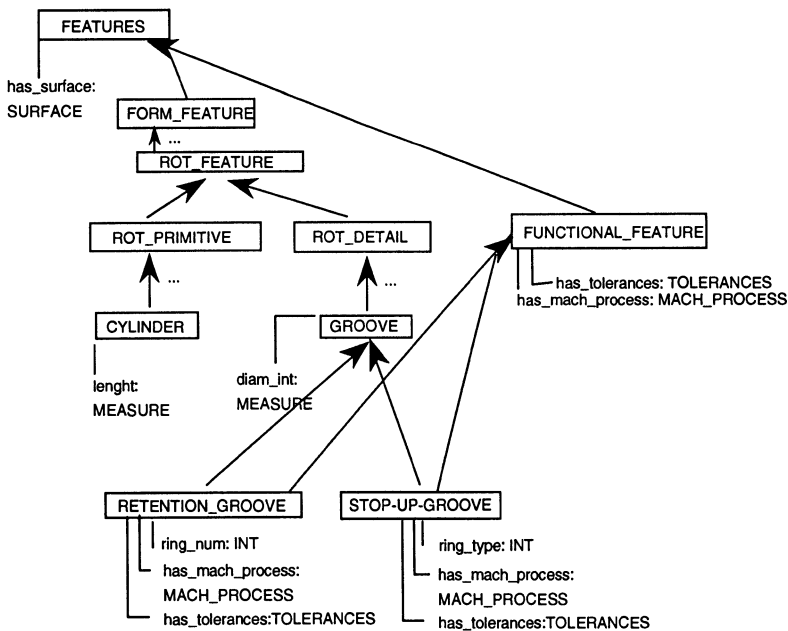 FEATURES
has_surface:
SURFACE
FORM_FEATURE
...
ROT_FEATURE
ROT_PRIMITIVE
ROT_DETAIL
FUNCTIONAL_FEATURE
...
...
has_tolerances: TOLERANCES
has_mach_process: MACH_PROCESS
CYLINDER
GROOVE
lenght:
MEASURE
diam_int:
MEASURE
RETENTION_GROOVE
STOP-UP-GROOVE
ring_num: INT
has_mach_process:
MACH_PROCESS
has_tolerances:TOLERANCES
ring_type: INT
has_mach_process:
MACH_PROCESS
has_tolerances:TOLERANCES